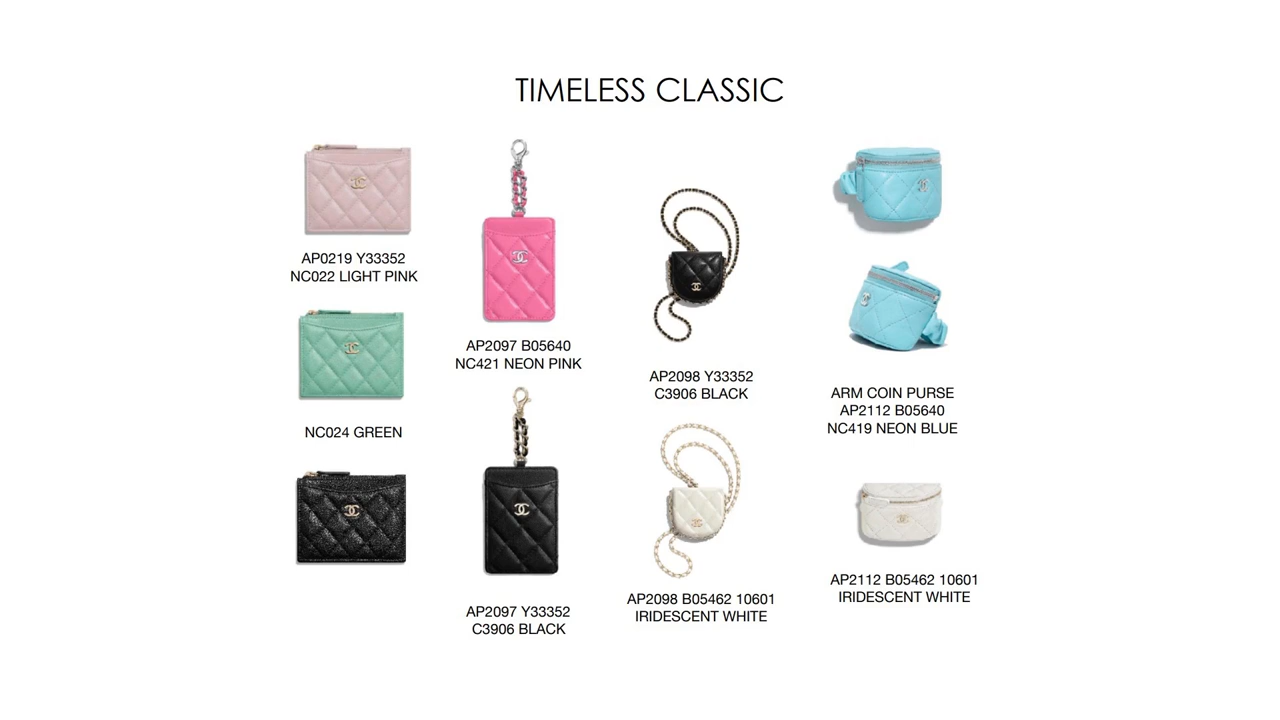 TIMELESS CLASSIC
AP0219 Y33352
NC022 LIGHT PINK
NC024 GREEN
AP2097 B05640
NC421 NEON PINK
AP2097 Y33352
C3906 BLACK
AP2098 Y33352
C3906 BLACK
AP2098 B05462 10601
IRIDESCENT WHITE
ARM COIN PURSE
AP2112 B05640
NC419 NEON BLUE
AP2112 B05462 10601
IRIDESCENT WHITE